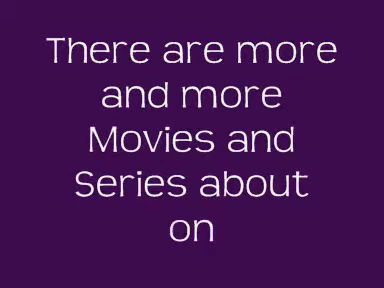 There are more
and more
Movies and
Series about
on